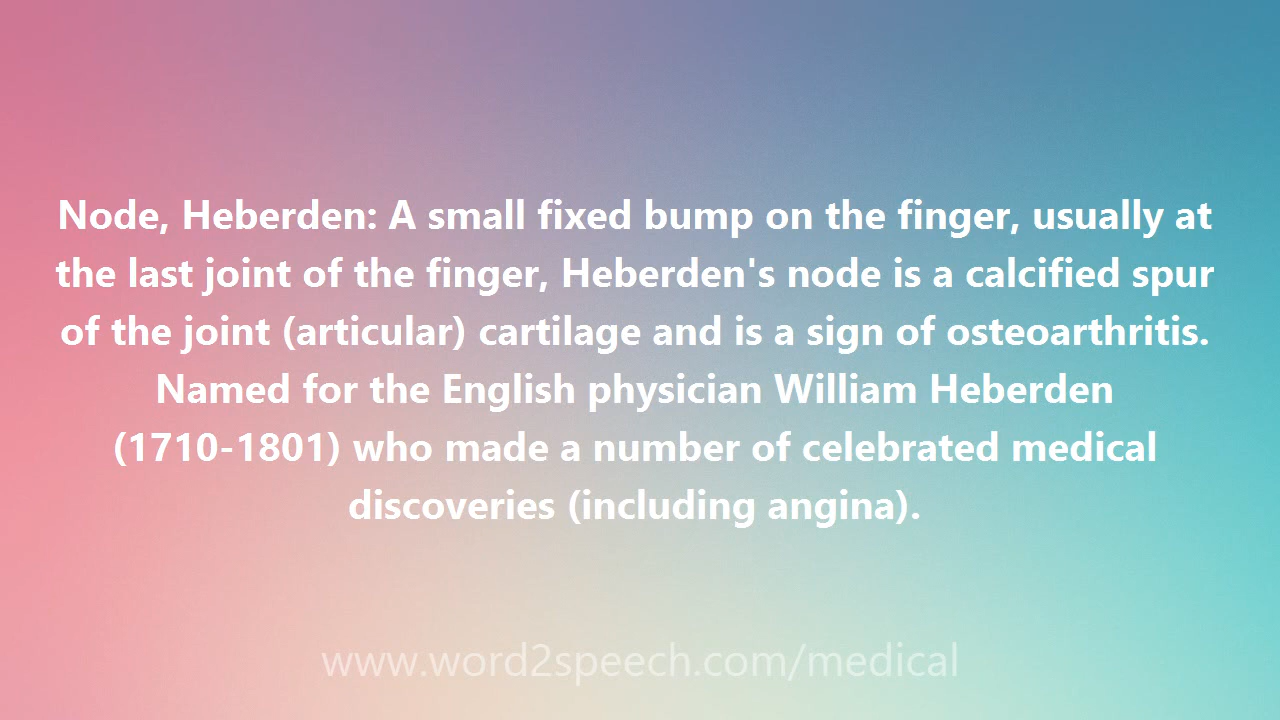 Node, Heberden: A small fixed bump on the finger, usually at
the last joint of the finger, Heberden's node is a calcified spur
of the joint (articular) cartilage and is a sign of osteoarthritis.
Named for the English physician William Heberden
(1710-1801) who made a number of celebrated medical
discoveries (including angina).
www.word2speech.com/medical